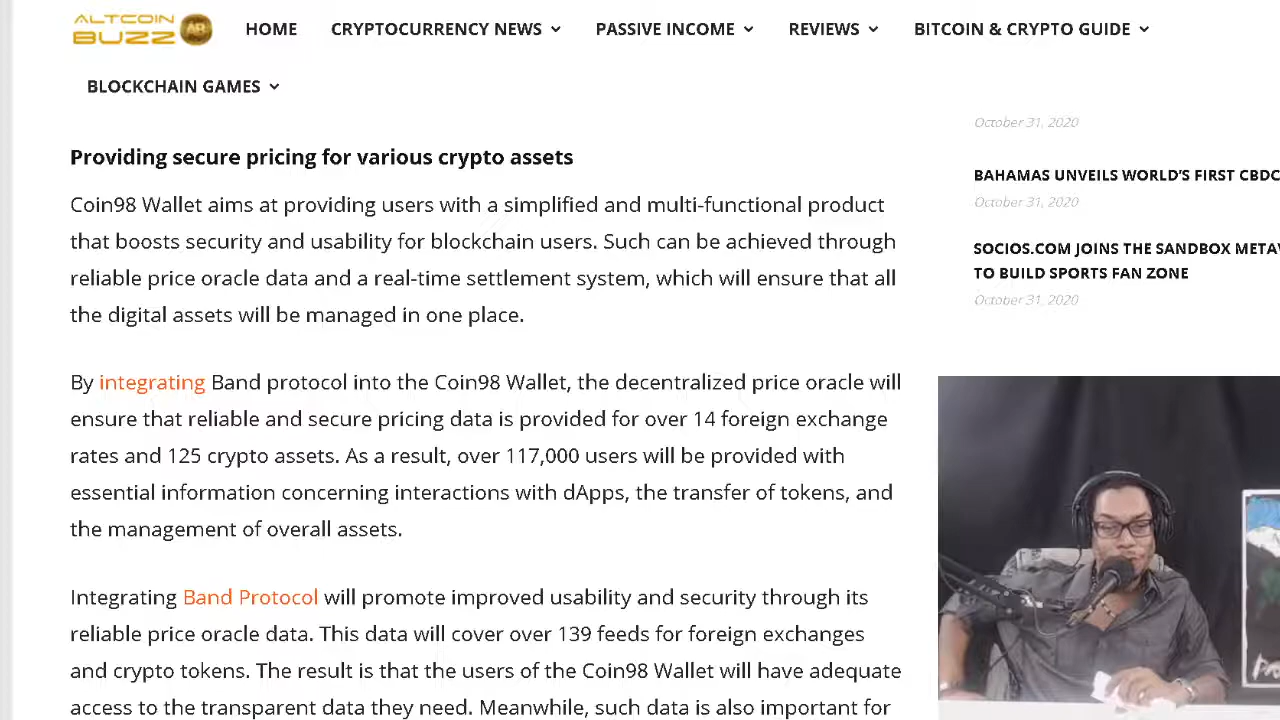 ALTCOIN
BUZZ
AB
HOME
CRYPTOCURRENCY NEWS
PASSIVE INCOME
REVIEWS
BITCOIN & CRYPTO GUIDE
BLOCKCHAIN GAMES
October 31, 2020
BAHAMAS UNVEILS WORLD'S FIRST CBDC
October 31, 2020
SOCIOS.COM JOINS THE SANDBOX META
TO BUILD SPORTS FAN ZONE
October 31, 2020
Providing secure pricing for various crypto assets
Coin98 Wallet aims at providing users with a simplified and multi-functional product
that boosts security and usability for blockchain users. Such can be achieved through
reliable price oracle data and a real-time settlement system, which will ensure that all
the digital assets will be managed in one place.
By integrating Band protocol into the Coin98 Wallet, the decentralized price oracle will
ensure that reliable and secure pricing data is provided for over 14 foreign exchange
rates and 125 crypto assets. As a result, over 117,000 users will be provided with
essential information concerning interactions with dApps, the transfer of tokens, and
the management of overall assets.
Integrating Band Protocol will promote improved usability and security through its
reliable price oracle data. This data will cover over 139 feeds for foreign exchanges
and crypto tokens. The result is that the users of the Coin98 Wallet will have adequate
access to the transparent data they need. Meanwhile, such data is also important for